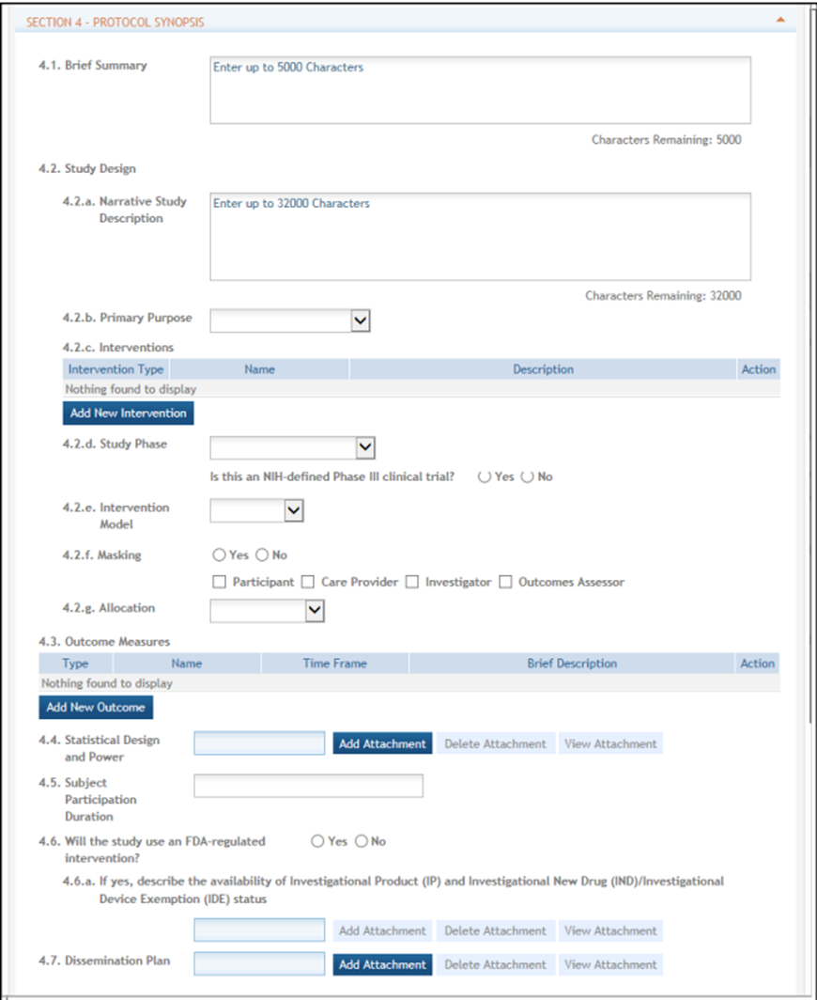 SECTION 4 - PROTOCOL SYNOPSIS
4.1. Brief Summary
Enter up to 5000 Characters
Characters Remaining: 5000
4.2. Study Design
4.2.a. Narrative Study
Description
Enter up to 32000 Characters
Characters Remaining: 32000
4.2.b. Primary Purpose
4.2.c. Interventions
Intervention Type Name Description Action
Nothing found to display
Add New Intervention
4.2.d. Study Phase
Is this an NIH-defined Phase III clinical trial? Yes No
4.2.e. Intervention
Model
4.2.f. Masking
Yes No
Participant Care Provider Investigator Outcomes Assessor
4.2.g. Allocation
4.3. Outcome Measures
Type Name Time Frame Brief Description Action
Nothing found to display
Add New Outcome
4.4. Statistical Design
and Power
Add Attachment Delete Attachment View Attachment
4.5. Subject
Participation
Duration
4.6. Will the study use an FDA-regulated
intervention?
Yes No
4.6.a. If yes, describe the availability of Investigational Product (IP) and Investigational New Drug (IND)/Investigational
Device Exemption (IDE) status
Add Attachment Delete Attachment View Attachment
4.7. Dissemination Plan
Add Attachment Delete Attachment View Attachment